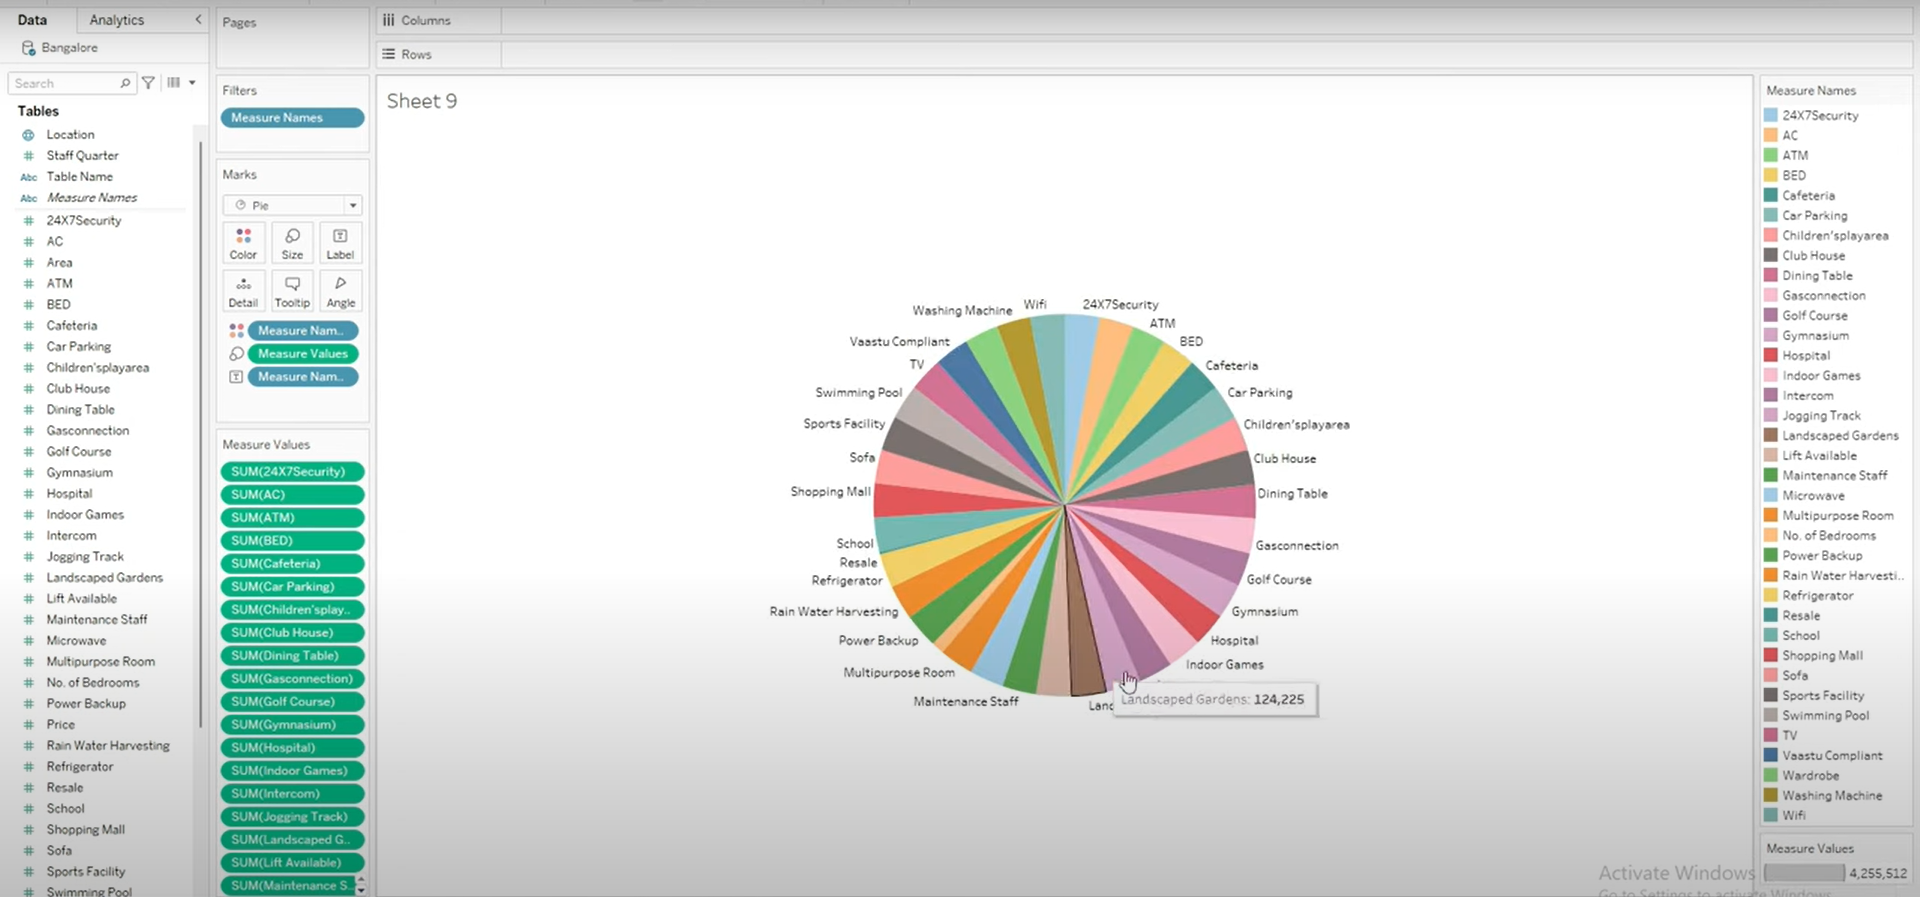 Data
Analytics
Bangalore
Search
Tables
Location
Staff Quarter
Abc Table Name
Abc Measure Names
24X7Security
AC
Area
ATM
BED
Cafeteria
Car Parking
Children'splayarea
Club House
Dining Table
Gasconnection
Golf Course
Gymnasium
Hospital
Indoor Games
Intercom
Jogging Track
Landscaped Gardens
Lift Available
Maintenance Staff
Microwave
Multipurpose Room
No. of Bedrooms
Power Backup
Price
Rain Water Harvesting
Refrigerator
Resale
School
Shopping Mall
Sofa
Sports Facility
Swimming Pool
Pages
Filters
Measure Names
Marks
Pie
Color
Size
Label
Detail
Tooltip
Angle
Measure Nam..
Measure Values
Measure Nam..
Measure Values
SUM(24X7Security)
SUM(AC)
SUM(ATM)
SUM(BED)
SUM(Cafeteria)
SUM(Car Parking)
SUM(Children'splay..
SUM(Club House)
SUM(Dining Table)
SUM(Gasconnection)
SUM(Golf Course)
SUM(Gymnasium)
SUM(Hospital)
SUM(Indoor Games)
SUM(Intercom)
SUM(Jogging Track)
SUM(Landscaped G..
SUM(Lift Available)
SUM(Maintenance S..
Columns
Rows
Sheet 9
Wifi
24X7Security
Washing Machine
ATM
Vaastu Compliant
BED
TV
Cafeteria
Swimming Pool
Car Parking
Sports Facility
Children'splayarea
Sofa
Club House
Shopping Mall
Dining Table
School
Gasconnection
Resale
Refrigerator
Golf Course
Rain Water Harvesting
Gymnasium
Power Backup
Hospital
Multipurpose Room
Indoor Games
Maintenance Staff
Land
Landscaped Gardens: 124,225
Measure Names
24X7Security
AC
ATM
BED
Cafeteria
Car Parking
Children'splayarea
Club House
Dining Table
Gasconnection
Golf Course
Gymnasium
Hospital
Indoor Games
Intercom
Jogging Track
Landscaped Gardens
Lift Available
Maintenance Staff
Microwave
Multipurpose Room
No. of Bedrooms
Power Backup
Rain Water Harvesti..
Refrigerator
Resale
School
Shopping Mall
Sofa
Sports Facility
Swimming Pool
TV
Vaastu Compliant
Wardrobe
Washing Machine
Wifi
Measure Values
4,255,512
Activate Windows
Go to Settings to activate Windows